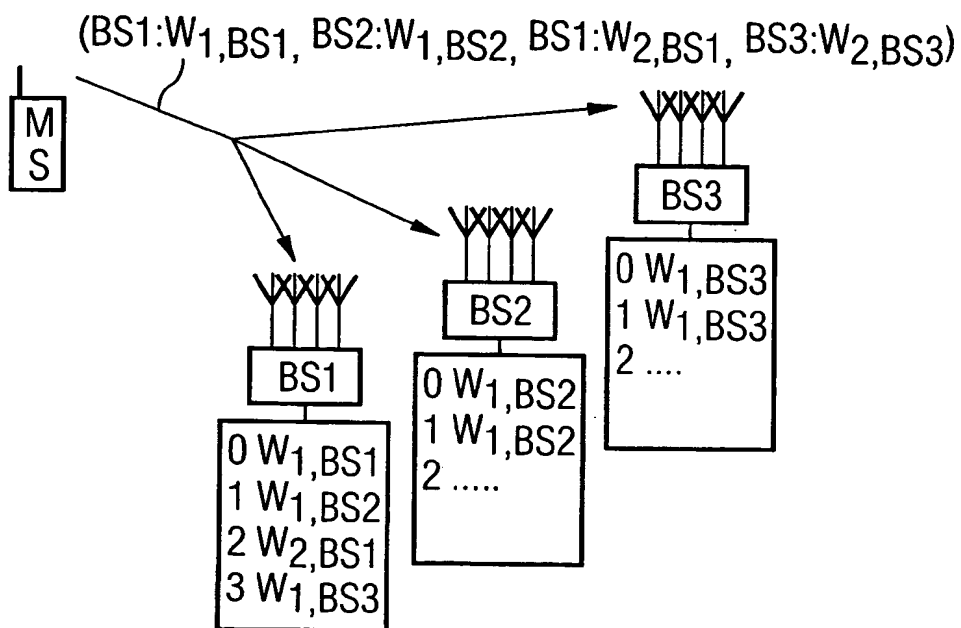 (BS1:W1,BS1, BS2:W1,BS2, BS1:W2,BS1, BS3:W2,BS3)
M
S
BS3
0 W1,BS3
1 W1,BS3
2 ....
BS2
0 W1,BS2
1 W1,BS2
2 .....
BS1
0 W1,BS1
1 W1,BS2
2 W2,BS1
3 W1,BS3